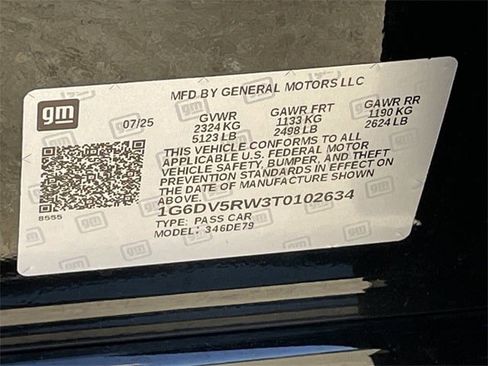 MFD BY GENERAL MOTORS LLC
gm
07/25
GVWR GAWR FRT GAWR RR
2324 KG 1133 KG 1190 KG
5123 LB 2498 LB 2624 LB
THIS VEHICLE CONFORMS TO ALL
APPLICABLE U.S. FEDERAL MOTOR
VEHICLE SAFETY, BUMPER, AND THEFT
PREVENTION STANDARDS IN EFFECT ON
THE DATE OF MANUFACTURE SHOWN
ABOVE.
8555
1G6DV5RW3T0102634
TYPE: PASS CAR
MODEL: 346DE79